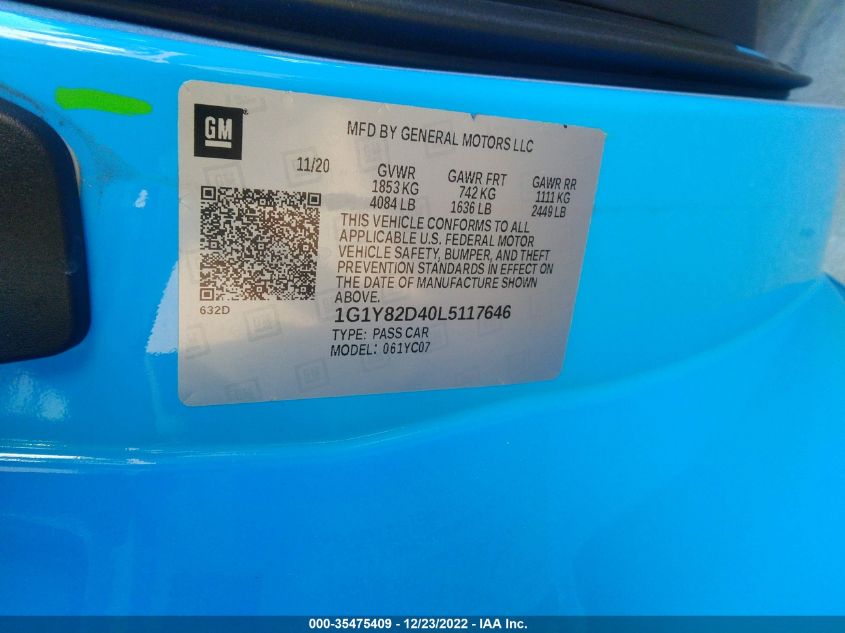 GM®
MFD BY GENERAL MOTORS LLC
11/20
GVWR
1853 KG
4084 LB
GAWR FRT
742 KG
1636 LB
GAWR RR
1111 KG
2449 LB
THIS VEHICLE CONFORMS TO ALL
APPLICABLE U.S. FEDERAL MOTOR
VEHICLE SAFETY, BUMPER, AND THEFT
PREVENTION STANDARDS IN EFFECT ON
THE DATE OF MANUFACTURE SHOWN
ABOVE.
632D
1G1Y82D40L5117646
TYPE: PASS CAR
MODEL: 061YC07
000-35475409 - 12/23/2022 - IAA Inc.